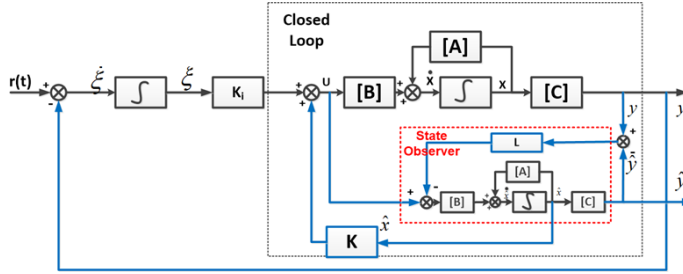 Closed
Loop
[A]
r(t)
+
-
ξ̇
∫
ξ
Kᵢ
+
+
U
[B]
+
+
ẋ
∫
x
[C]
y
y
State
Observer
L
+
-
ŷ
ŷ
[A]
+
-
[B]
+
+
∫
[C]
x̂
K